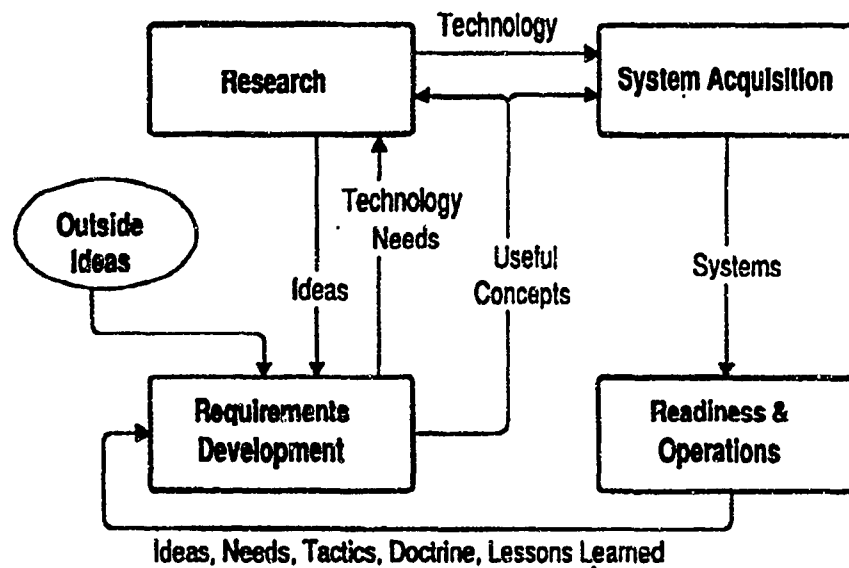 Technology
Research
System Acquisition
Outside
Ideas
Technology
Needs
Ideas
Useful
Concepts
Systems
Requirements
Development
Readiness &
Operations
Ideas, Needs, Tactics, Doctrine, Lessons Learned